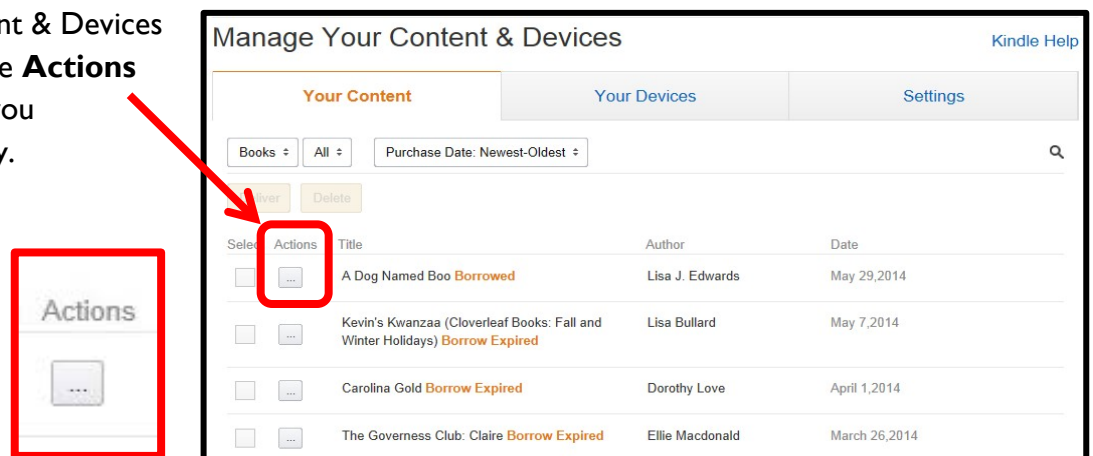 nt & Devices
e Actions
ou
y.
Actions
...
Manage Your Content & Devices
Kindle Help
Your Content Your Devices Settings
Books All Purchase Date: Newest-Oldest
Delete
Actions Title Author Date
... A Dog Named Boo Borrowed Lisa J. Edwards May 29,2014
... Kevin's Kwanzaa (Cloverleaf Books: Fall and Lisa Bullard May 7,2014
Winter Holidays) Borrow Expired
... Carolina Gold Borrow Expired Dorothy Love April 1,2014
... The Governess Club: Claire Borrow Expired Ellie Macdonald March 26,2014